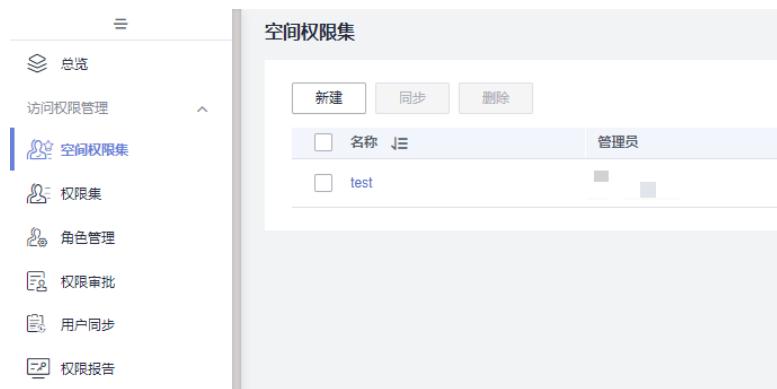 总览
访问权限管理
空间权限集
权限集
角色管理
权限审批
用户同步
权限报告
空间权限集
新建 同步 删除
名称 管理员
test